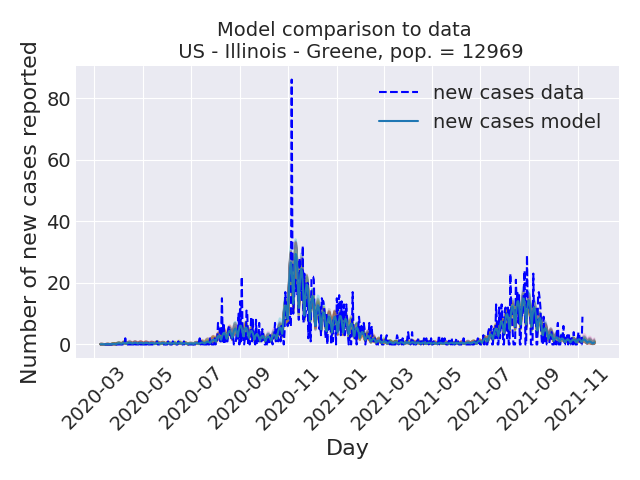 Model comparison to data
US - Illinois - Greene, pop. = 12969
Number of new cases reported
80
60
40
20
0
new cases data
new cases model
2020-03
2020-05
2020-07
2020-09
2020-11
2021-01
2021-03
2021-05
2021-07
2021-09
2021-11
Day